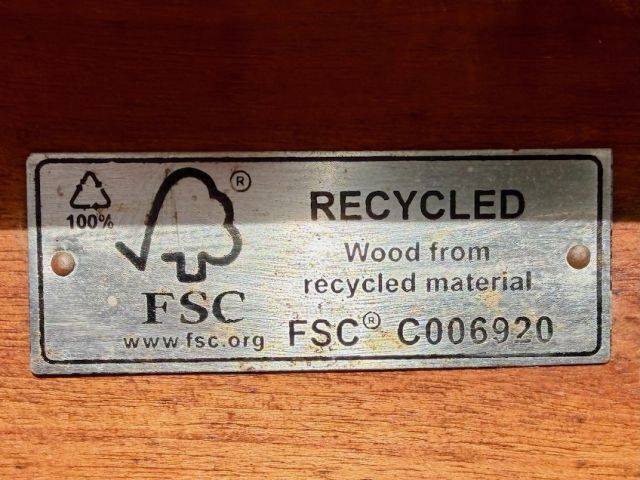 100%
®
FSC
www.fsc.org
RECYCLED
Wood from
recycled material
FSC® C006920